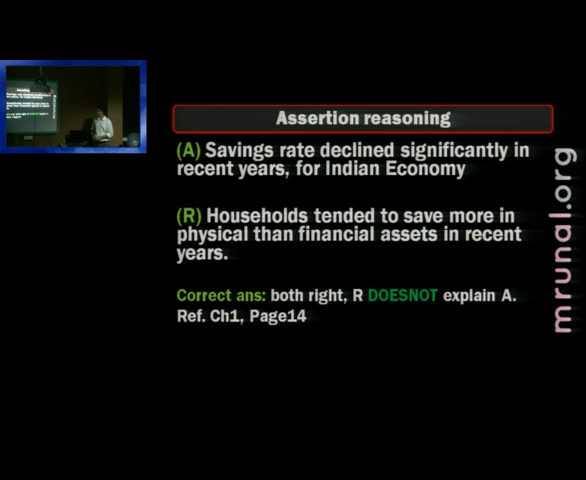 Assertion reasoning
(A) Savings rate declined significantly in
recent years, for Indian Economy
(R) Households tended to save more in
physical than financial assets in recent
years.
Correct ans: both right, R DOESNOT explain A.
Ref. Ch1, Page14
mrunal.org